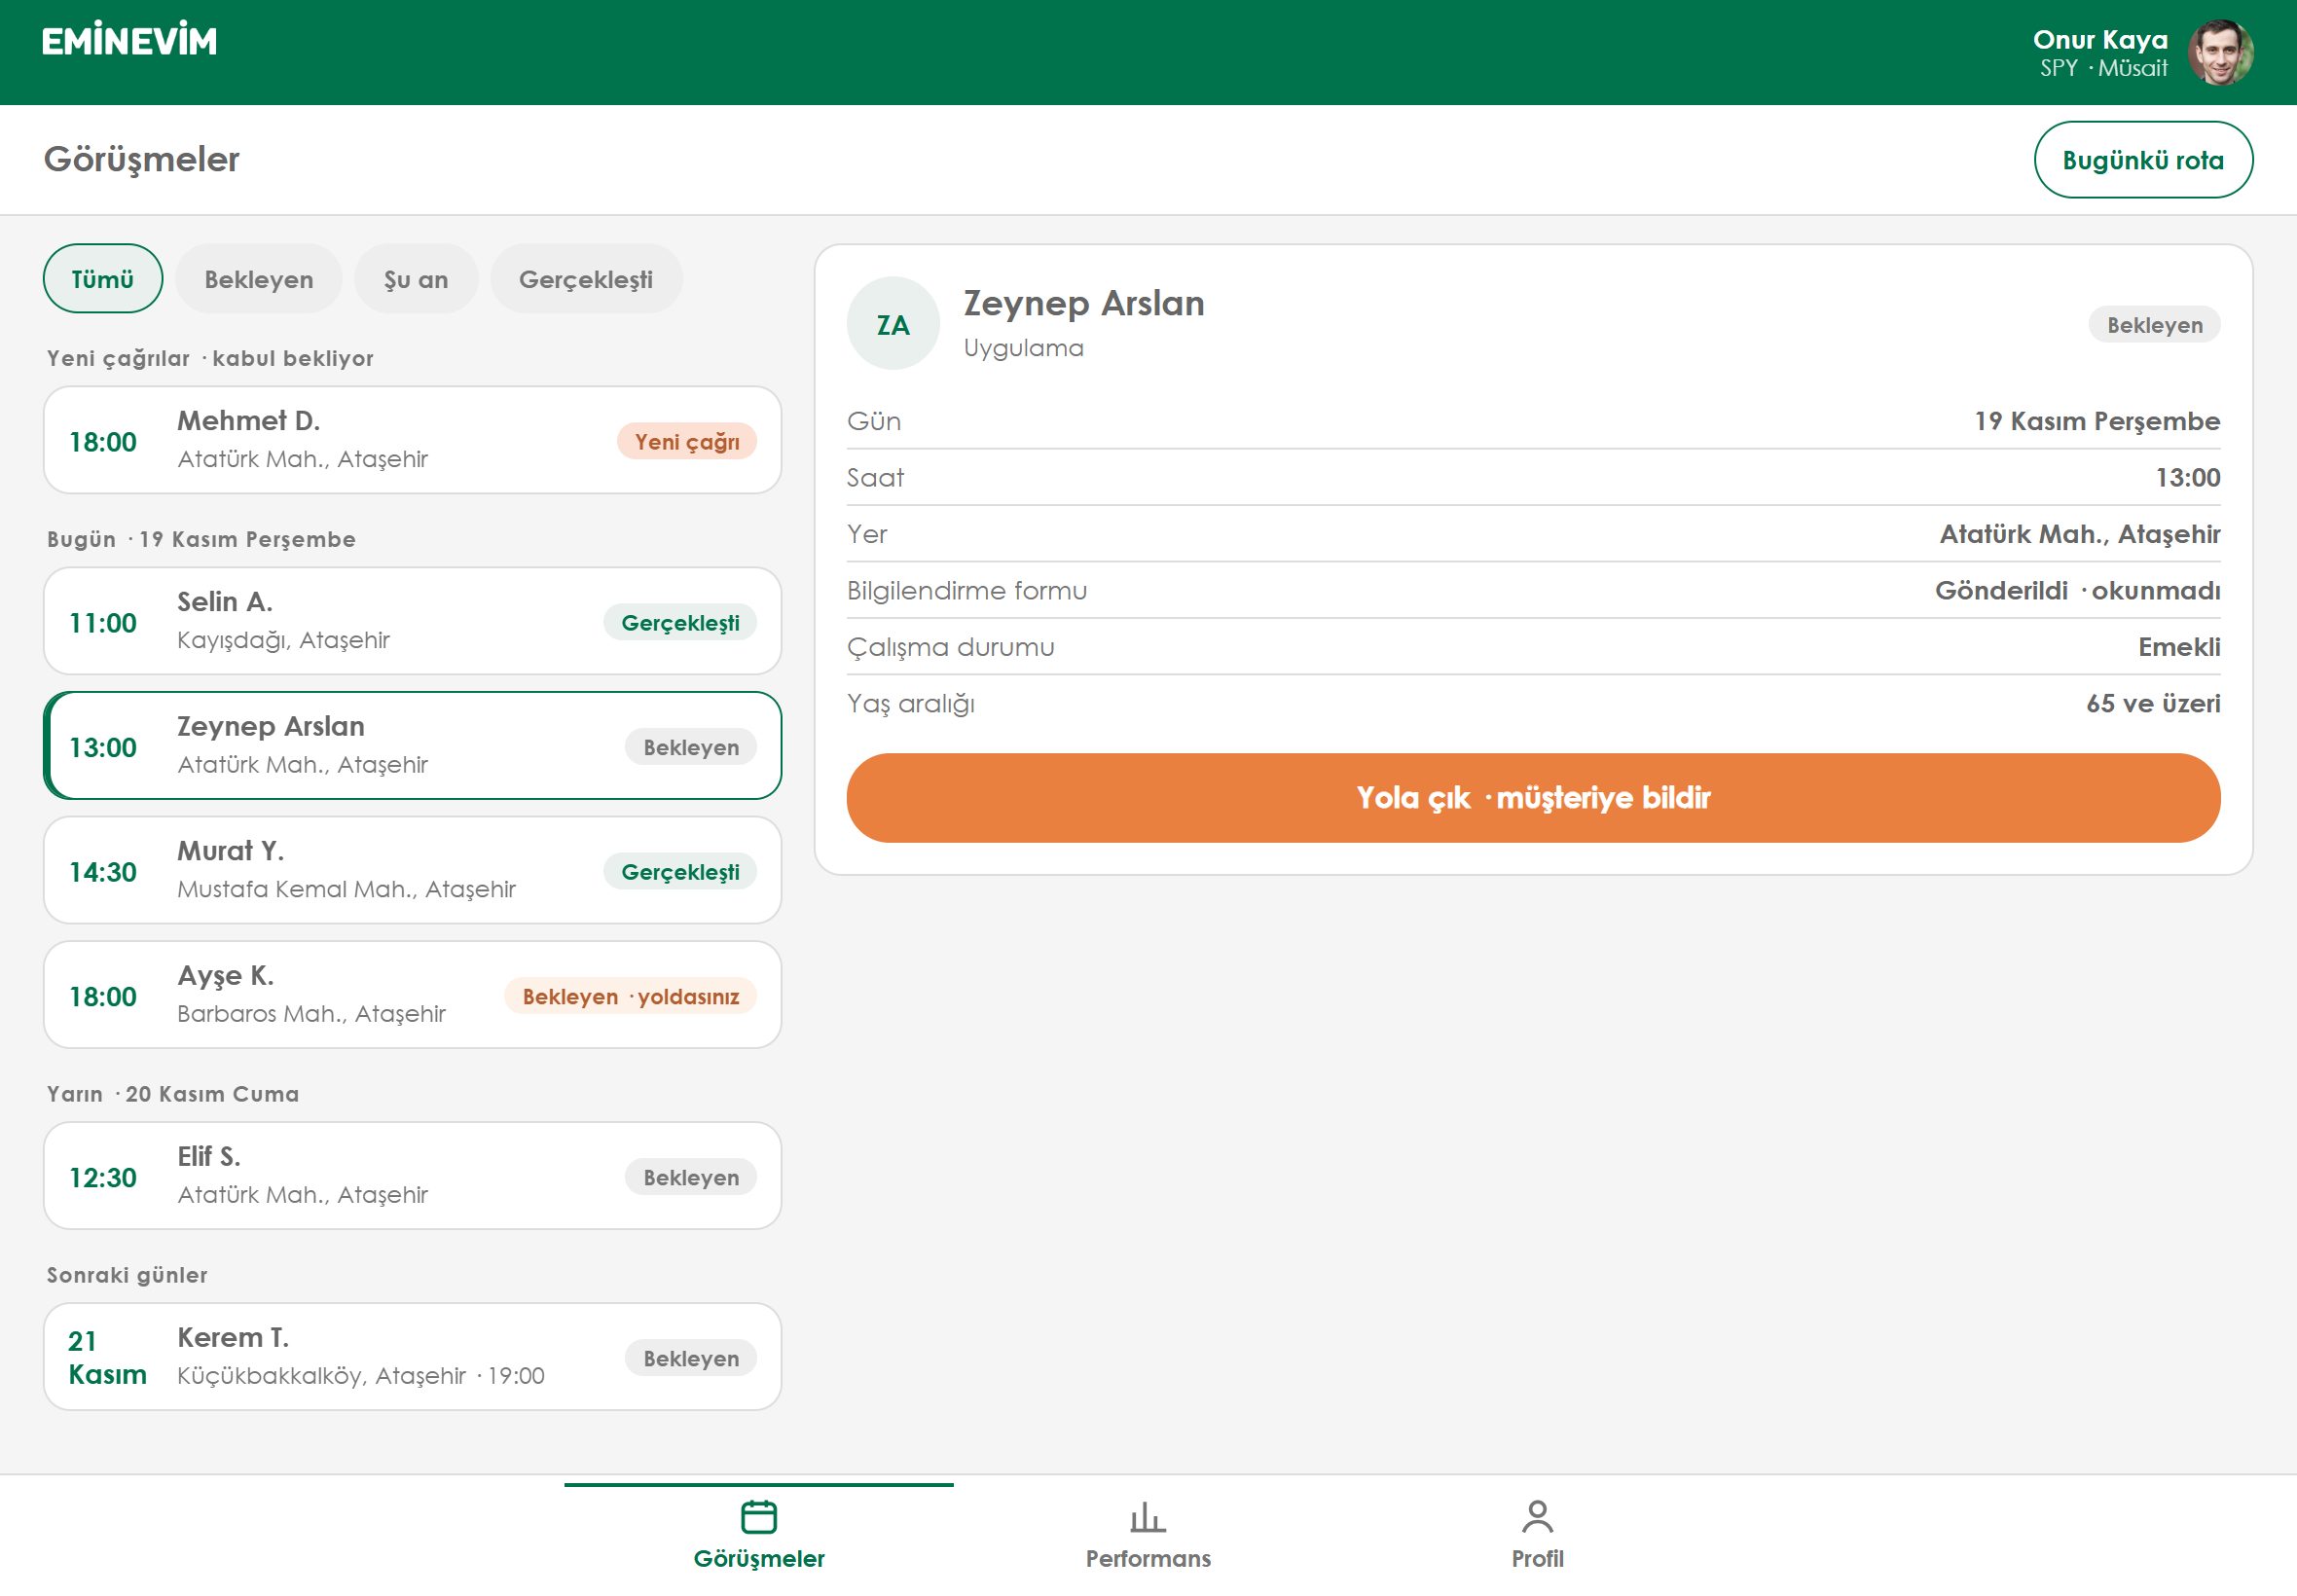 EMİNEVİM
Onur Kaya
SPY · Müsait
Görüşmeler
Bugünkü rota
Tümü
Bekleyen
Şu an
Gerçekleşti
Yeni çağrılar · kabul bekliyor
18:00
Mehmet D.
Atatürk Mah., Ataşehir
Yeni çağrı
Bugün · 19 Kasım Perşembe
11:00
Selin A.
Kayışdağı, Ataşehir
Gerçekleşti
13:00
Zeynep Arslan
Atatürk Mah., Ataşehir
Bekleyen
14:30
Murat Y.
Mustafa Kemal Mah., Ataşehir
Gerçekleşti
18:00
Ayşe K.
Barbaros Mah., Ataşehir
Bekleyen · yoldasınız
Yarın · 20 Kasım Cuma
12:30
Elif S.
Atatürk Mah., Ataşehir
Bekleyen
Sonraki günler
21
Kasım
Kerem T.
Küçükbakkalköy, Ataşehir · 19:00
Bekleyen
ZA
Zeynep Arslan
Uygulama
Bekleyen
Gün
19 Kasım Perşembe
Saat
13:00
Yer
Atatürk Mah., Ataşehir
Bilgilendirme formu
Gönderildi · okunmadı
Çalışma durumu
Emekli
Yaş aralığı
65 ve üzeri
Yola çık · müşteriye bildir
Görüşmeler
Performans
Profil